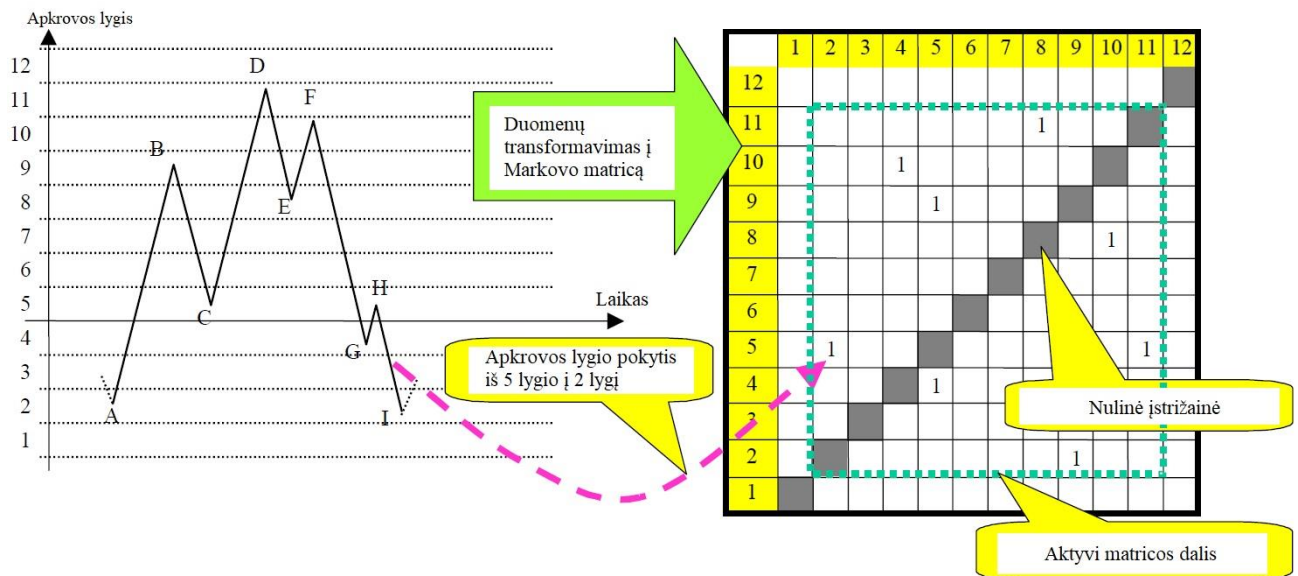 Apkrovos lygis
12
11
10
9
8
7
6
5
4
3
2
1
A
B
C
D
E
F
G
H
I
Laikas
Duomenų
transformavimas į
Markovo matricą
Apkrovos lygio pokytis
iš 5 lygio į 2 lygį
1 2 3 4 5 6 7 8 9 10 11 12
12
11 1
10 1
9 1
8 1
7
6
5 1 1
4 1
3
2 1
1
Nulinė įstrižainė
Aktyvi matricos dalis